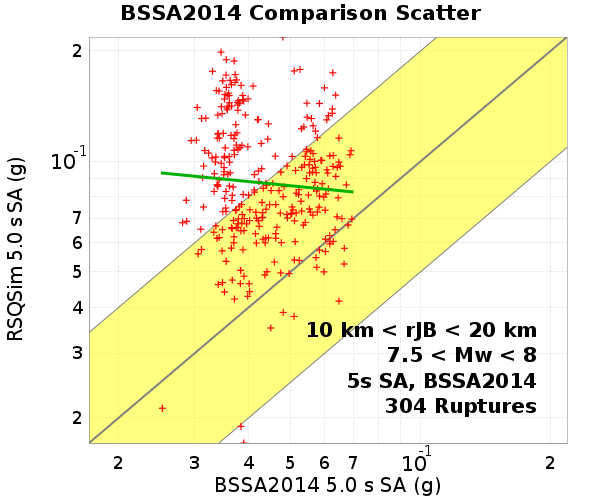 BSSA2014 Comparison Scatter
RSQSim 5.0 s SA (g)
2
10-1
7
6
5
4
3
2
10 km < rJB < 20 km
7.5 < Mw < 8
5s SA, BSSA2014
304 Ruptures
2 3 4 5 6 7 10-1 2
BSSA2014 5.0 s SA (g)